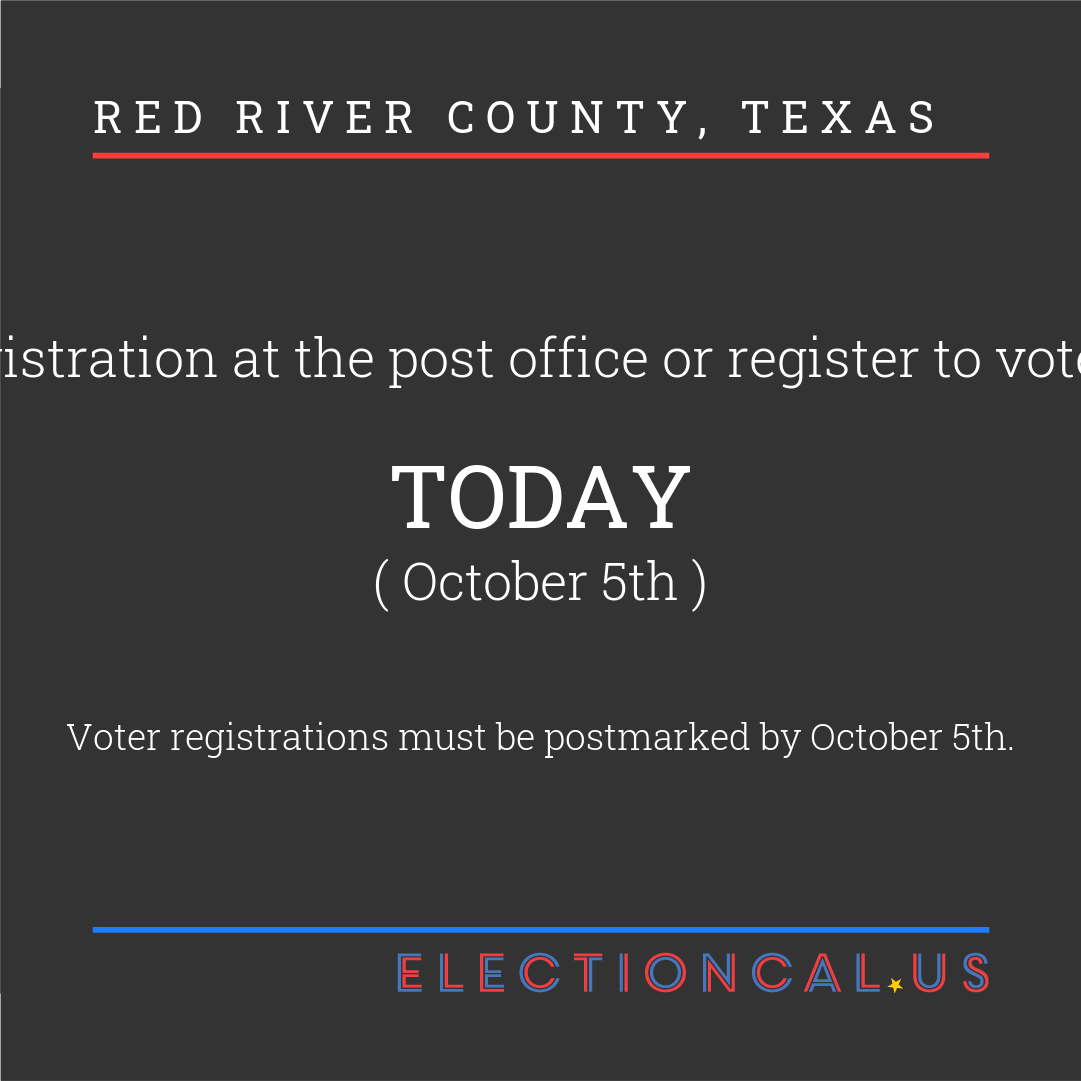 RED RIVER COUNTY, TEXAS
istration at the post office or register to vote
TODAY
( October 5th )
Voter registrations must be postmarked by October 5th.
ELECTIONCAL.US